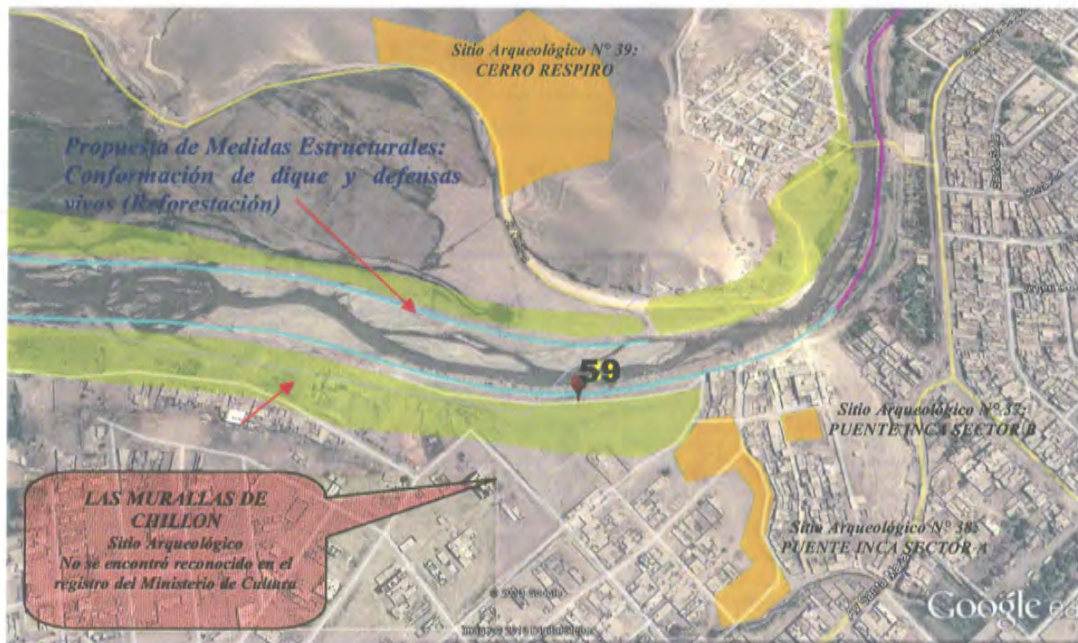 Sitio Arqueológico N° 39:
CERRO RESPIRO
Propuesta de Medidas Estructurales:
Conformación de dique y defensas
vivos (Reforestación)
59
Sitio Arqueológico N° 37:
PUENTE INCA SECTOR B
LAS MURALLAS DE
CHILLON
Sitio Arqueológico
No se encontró reconocido en el
registro del Ministerio de Cultura
Sitio Arqueológico N° 38:
PUENTE INCA SECTOR A
Google